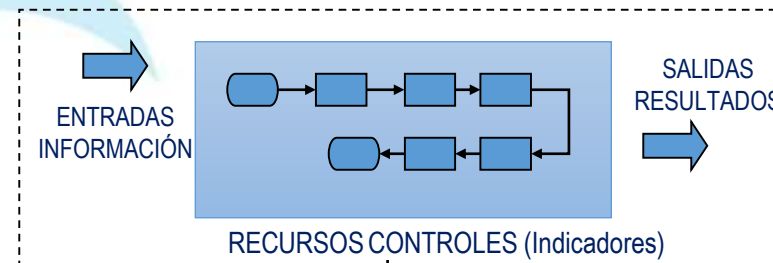 ENTRADAS
INFORMACIÓN
SALIDAS
RESULTADOS
RECURSOS CONTROLES (Indicadores)